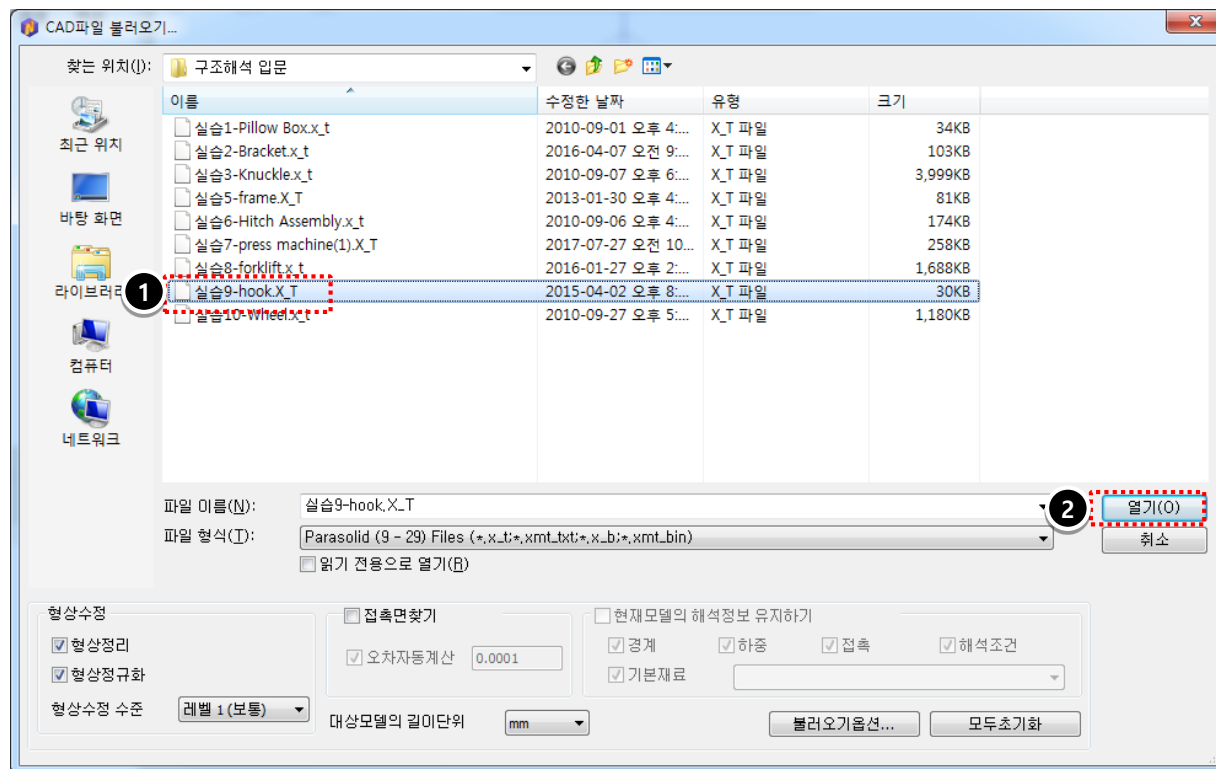 CAD파일 불러오기...
찾는 위치(I): 구조해석 입문
이름 수정한 날짜 유형 크기
실습1-Pillow Box.x_t 2010-09-01 오후 4:... X_T 파일 34KB
실습2-Bracket.x_t 2016-04-07 오전 9:... X_T 파일 103KB
실습3-Knuckle.x_t 2010-09-07 오후 6:... X_T 파일 3,999KB
실습5-frame.X_T 2013-01-30 오후 4:... X_T 파일 81KB
실습6-Hitch Assembly.x_t 2010-09-06 오후 4:... X_T 파일 174KB
실습7-press machine(1).X_T 2017-07-27 오전 10... X_T 파일 258KB
실습8-forklift.x_t 2016-01-27 오후 2:... X_T 파일 1,688KB
1 실습9-hook.X_T 2015-04-02 오후 8:... X_T 파일 30KB
실습10-Wheel.x_t 2010-09-27 오후 5:... X_T 파일 1,180KB
최근 위치
바탕 화면
라이브러리
컴퓨터
네트워크
파일 이름(N): 실습9-hook.X_T 2 열기(O)
파일 형식(T): Parasolid (9 - 29) Files (*.x_t;*.xmt_txt;*.x_b;*.xmt_bin) 취소
읽기 전용으로 열기(R)
형상수정
형상정리
형상정규화
형상수정 수준 레벨 1 (보통)
접촉면찾기
오차자동계산 0.0001
대상모델의 길이단위 mm
현재모델의 해석정보 유지하기
경계 하중 접촉 해석조건
기본재료
불러오기옵션... 모두초기화